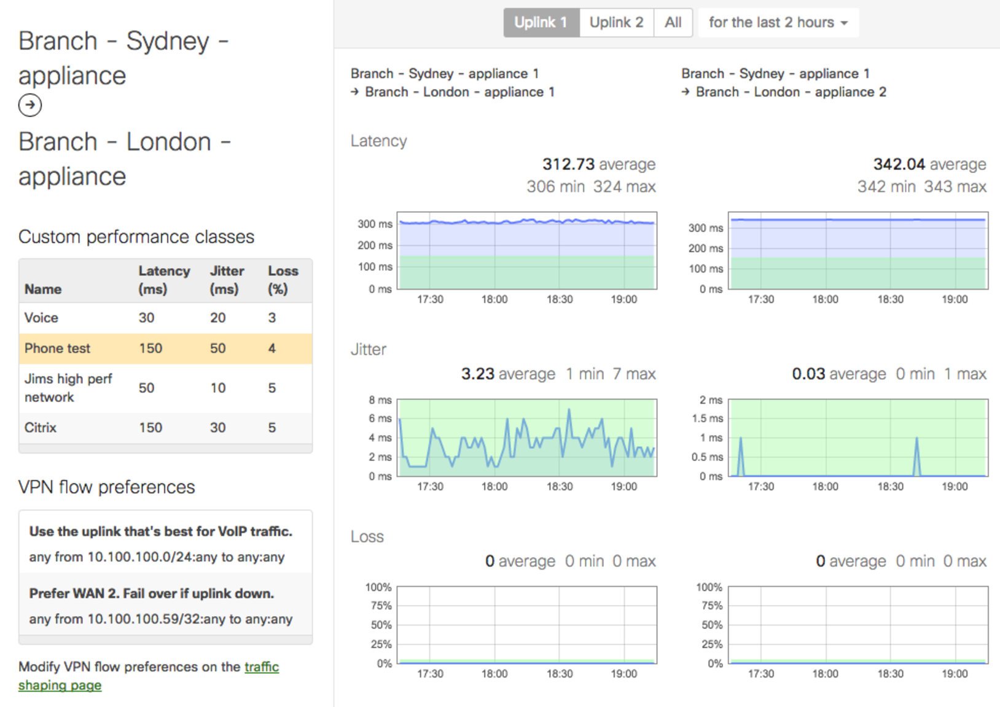 Branch - Sydney -
appliance
Branch - London -
appliance
Custom performance classes
Name Latency (ms) Jitter (ms) Loss (%)
Voice 30 20 3
Phone test 150 50 4
Jims high perf network 50 10 5
Citrix 150 30 5
VPN flow preferences
Use the uplink that's best for VoIP traffic.
any from 10.100.100.0/24:any to any:any
Prefer WAN 2. Fail over if uplink down.
any from 10.100.100.59/32:any to any:any
Modify VPN flow preferences on the traffic
shaping page
Uplink 1 Uplink 2 All for the last 2 hours
Branch - Sydney - appliance 1
→ Branch - London - appliance 1
Branch - Sydney - appliance 1
→ Branch - London - appliance 2
Latency
312.73 average
306 min 324 max
300 ms
200 ms
100 ms
0 ms
17:30 18:00 18:30 19:00
342.04 average
342 min 343 max
300 ms
200 ms
100 ms
0 ms
17:30 18:00 18:30 19:00
Jitter
3.23 average 1 min 7 max
8 ms
6 ms
4 ms
2 ms
0 ms
17:30 18:00 18:30 19:00
0.03 average 0 min 1 max
2 ms
1.5 ms
1 ms
0.5 ms
0 ms
17:30 18:00 18:30 19:00
Loss
0 average 0 min 0 max
100%
75%
50%
25%
0%
17:30 18:00 18:30 19:00
0 average 0 min 0 max
100%
75%
50%
25%
0%
17:30 18:00 18:30 19:00